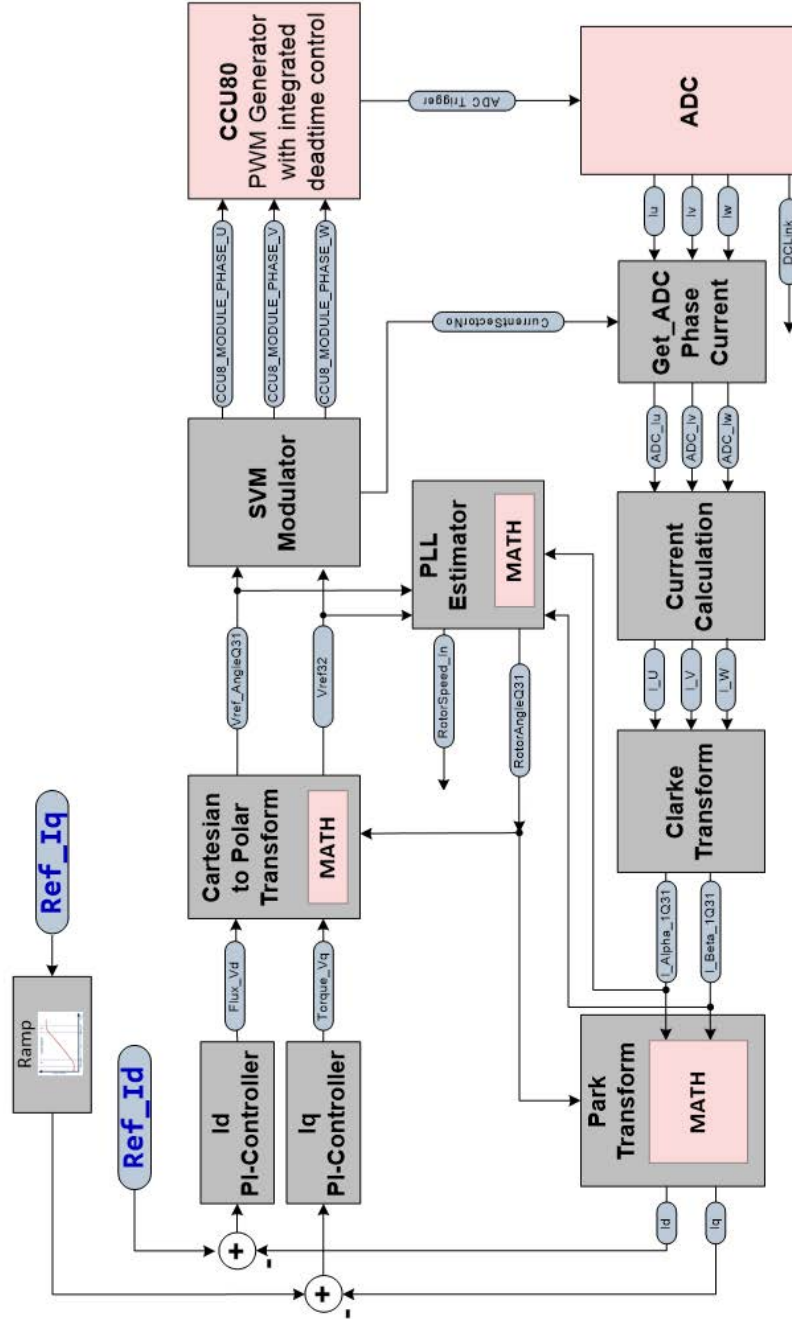 Ref_Iq
Ramp
Ref_Id
Id
PI-Controller
Iq
PI-Controller
+
-
+
-
Flux_Vd
Torque_Vq
Cartesian
to Polar
Transform
MATH
Vref_AngleQ31
Vref32
SVM
Modulator
CCU8_MODULE_PHASE_U
CCU8_MODULE_PHASE_V
CCU8_MODULE_PHASE_W
CCU80
PWM Generator
with integrated
deadtime control
RotorSpeed_In
RotorAngleQ31
PLL
Estimator
MATH
CurrentSectorNo
ADC Trigger
Id
Iq
Park
Transform
MATH
I_Alpha_1Q31
I_Beta_1Q31
Clarke
Transform
I_U
I_V
I_W
Current
Calculation
ADC_Iu
ADC_Iv
ADC_Iw
Get_ADC
Phase
Current
Iu
Iv
Iw
ADC
DCLink